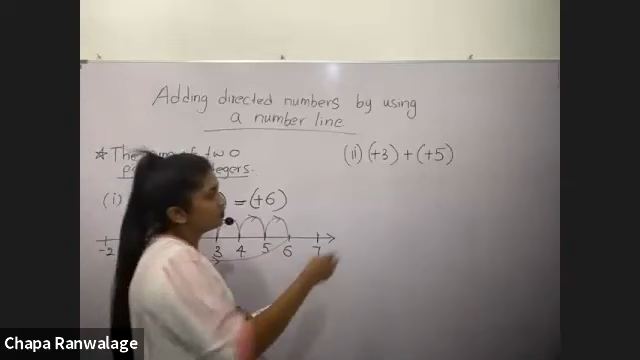 Adding directed numbers by using
a number line.
* The sum of two
integers.
(ii) (+3) + (+5)
(i) = (+6)
-2 3 4 5 6 7
Chapa Ranwalage